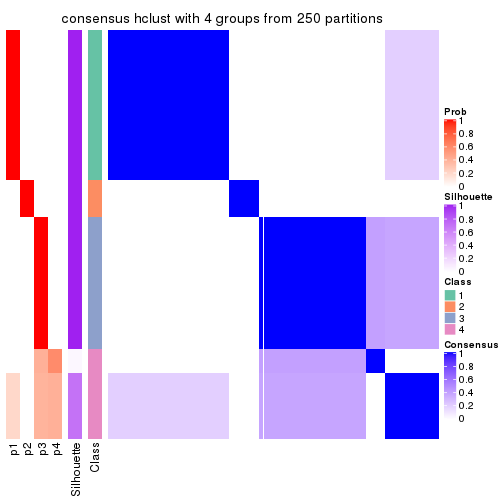 consensus hclust with 4 groups from 250 partitions
Prob
1
0.8
0.6
0.4
0.2
0
Silhouette
1
0.8
0.6
0.4
0.2
0
Class
1
2
3
4
Consensus
1
0.8
0.6
0.4
0.2
0
p1
p2
p3
p4
Silhouette
Class